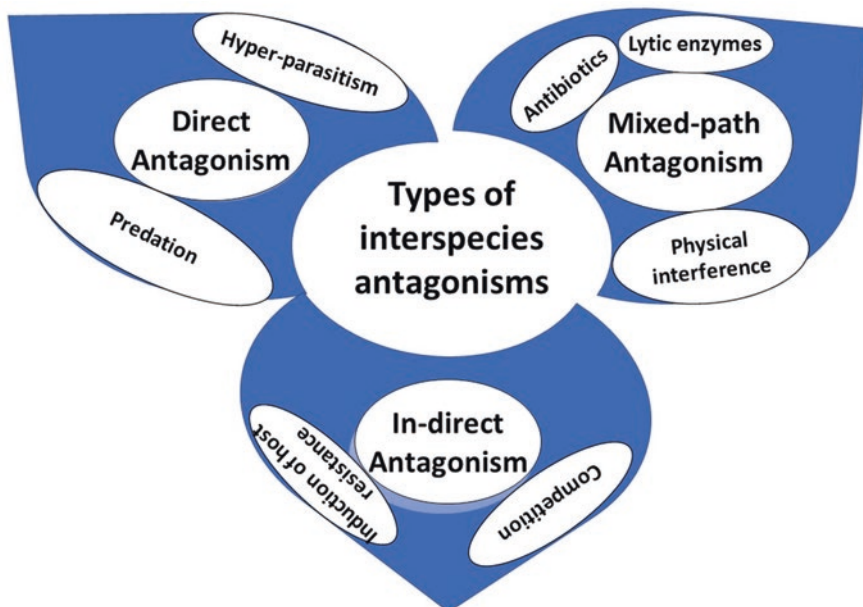 Hyper-parasitism
Direct
Antagonism
Predation
Antibiotics
Lytic enzymes
Mixed-path
Antagonism
Physical
interference
Types of
interspecies
antagonisms
In-direct
Antagonism
Induction of host
resistance
Competition